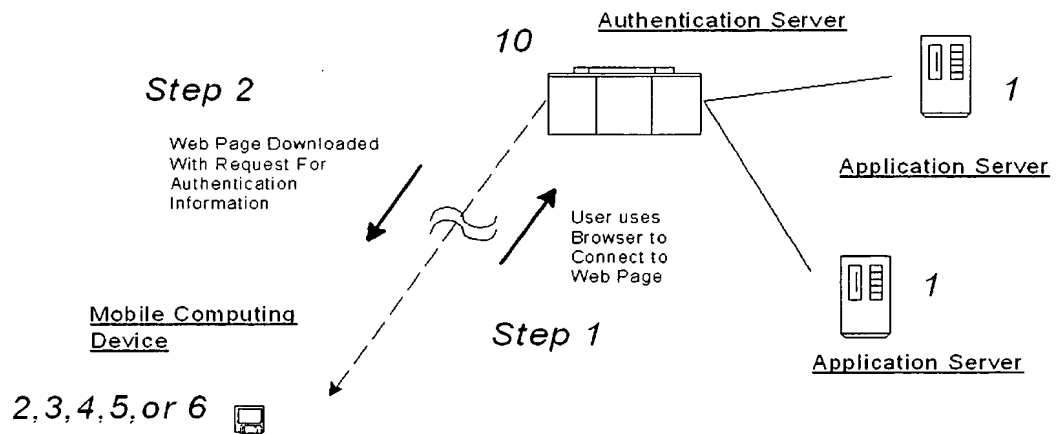 Authentication Server
10
1
Step 2
Web Page Downloaded
With Request For
Authentication
Information
Application Server
User uses
Browser to
Connect to
Web Page
1
Mobile Computing
Device
Step 1
Application Server
2,3,4,5,or 6